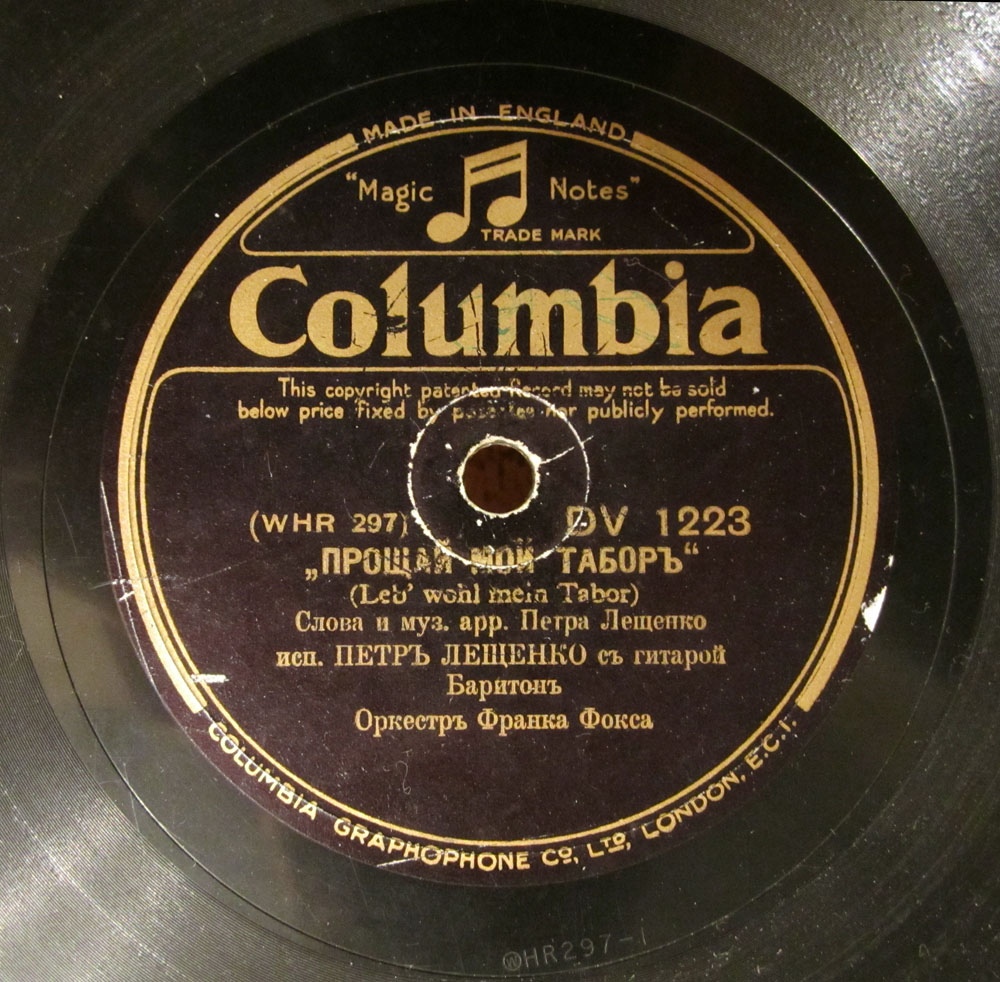 MADE IN ENGLAND
"Magic Notes"
TRADE MARK
Columbia
This copyright patented Record may not be sold
below price fixed by patentee nor publicly performed.
(WHR 297) DV 1223
„ПРОЩАЙ МОЙ ТАБОРЪ“
(Leb' wohl mein Tabor)
Слова и муз. арр. Петра Лещенко
исп. ПЕТРЪ ЛЕЩЕНКО съ гитарой
Баритонъ
Оркестръ Франка Фокса
COLUMBIA GRAPHOPHONE Co, LTD, LONDON, E.C.1.
WHR297-1